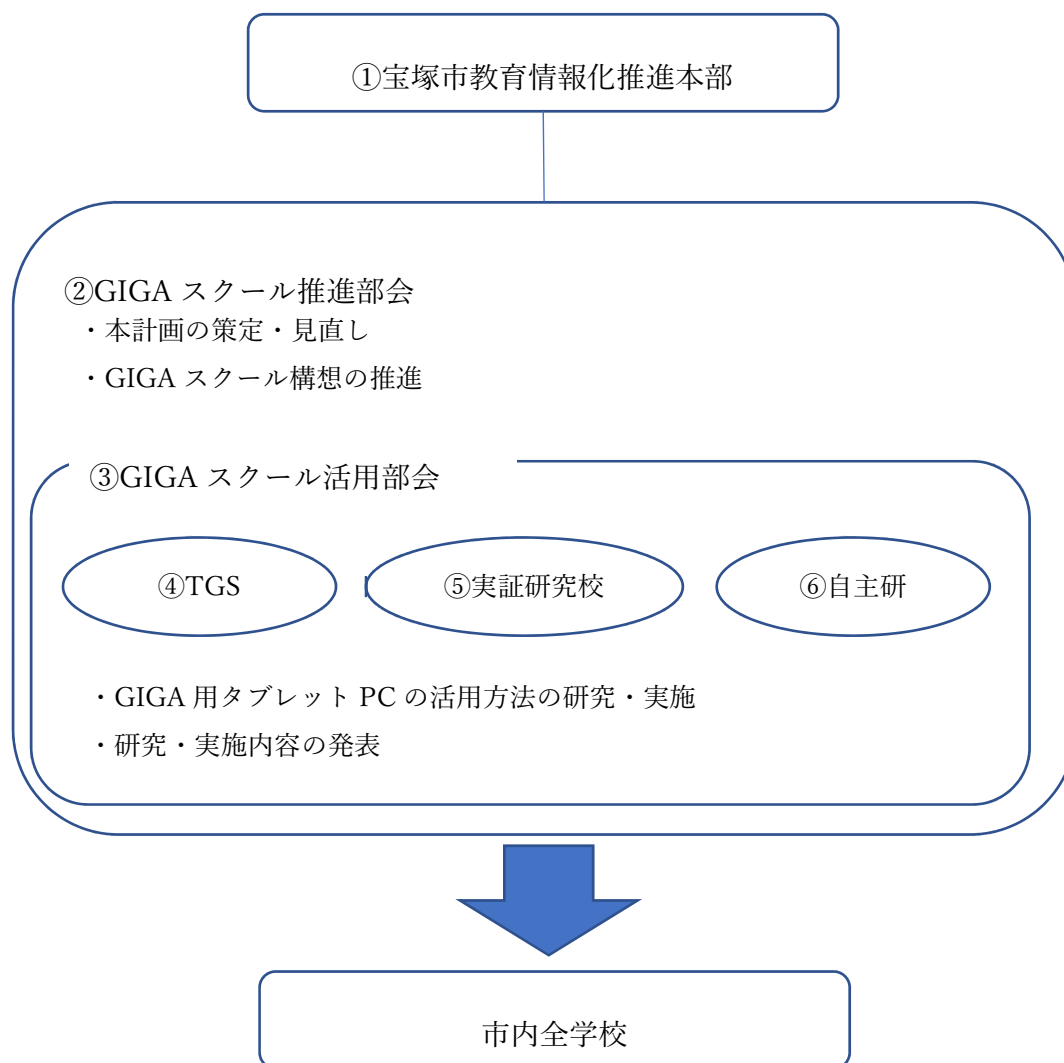 ①宝塚市教育情報化推進本部
②GIGA スクール推進部会
・本計画の策定・見直し
・GIGA スクール構想の推進
③GIGA スクール活用部会
④TGS
⑤実証研究校
⑥自主研
・GIGA 用タブレット PC の活用方法の研究・実施
・研究・実施内容の発表
市内全学校